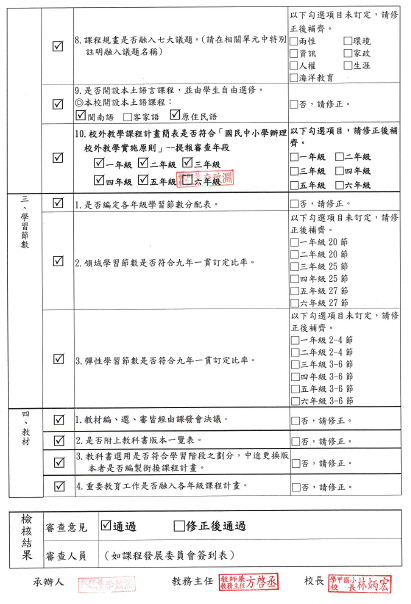 8.課程規畫是否融入七大議題。(請在相關單元中特別註明融入議題名稱)
以下勾選項目未訂定,請修正後補齊。
□兩性 □環境
□資訊 □家政
□人權 □生涯
□海洋教育
9.是否開設本土語言課程,並由學生自由選修。
◎本校開設本土語課程:
☑閩南語 □客家語 ☑原住民語
□否,請修正。
10.校外教學課程計畫簡表是否符合「國民中小學辦理校外教學實施原則」--提報審查年段
☑一年級 ☑二年級 ☑三年級
☑四年級 ☑五年級 ☑六年級
以下勾選項目,請修正後補齊。
□一年級 □二年級
□三年級 □四年級
□五年級 □六年級
三、學習節數
☑ 1.是否編定各年級學習節數分配表。
□否,請修正。
☑ 2.領域學習節數是否符合九年一貫訂定比率。
以下勾選項目未訂定,請修正後補齊。
□一年級 20 節
□二年級 20 節
□三年級 25 節
□四年級 25 節
□五年級 27 節
□六年級 27 節
☑ 3.彈性學習節數是否符合九年一貫訂定比率。
以下勾選項目未訂定,請修正後補齊。
□一年級 2-4 節
□二年級 2-4 節
□三年級 3-6 節
□四年級 3-6 節
□五年級 3-6 節
□六年級 3-6 節
四、教材
☑ 1.教材編、選、審皆經由課發會決議。
□否,請修正。
☑ 2.是否附上教科書版本一覽表。
□否,請修正。
☑ 3.教科書選用是否符合學習階段之劃分,中途更換版本者是否編製銜接課程計畫。
□否,請修正。
☑ 4.重要教育工作是否融入各年級課程計畫。
□否,請修正。
檢核結果
審查意見 ☑通過 □修正後通過
審查人員 (如課程發展委員會簽到表)
承辦人 教務主任 教師兼教務主任 方啓丞 校長 林炳宏